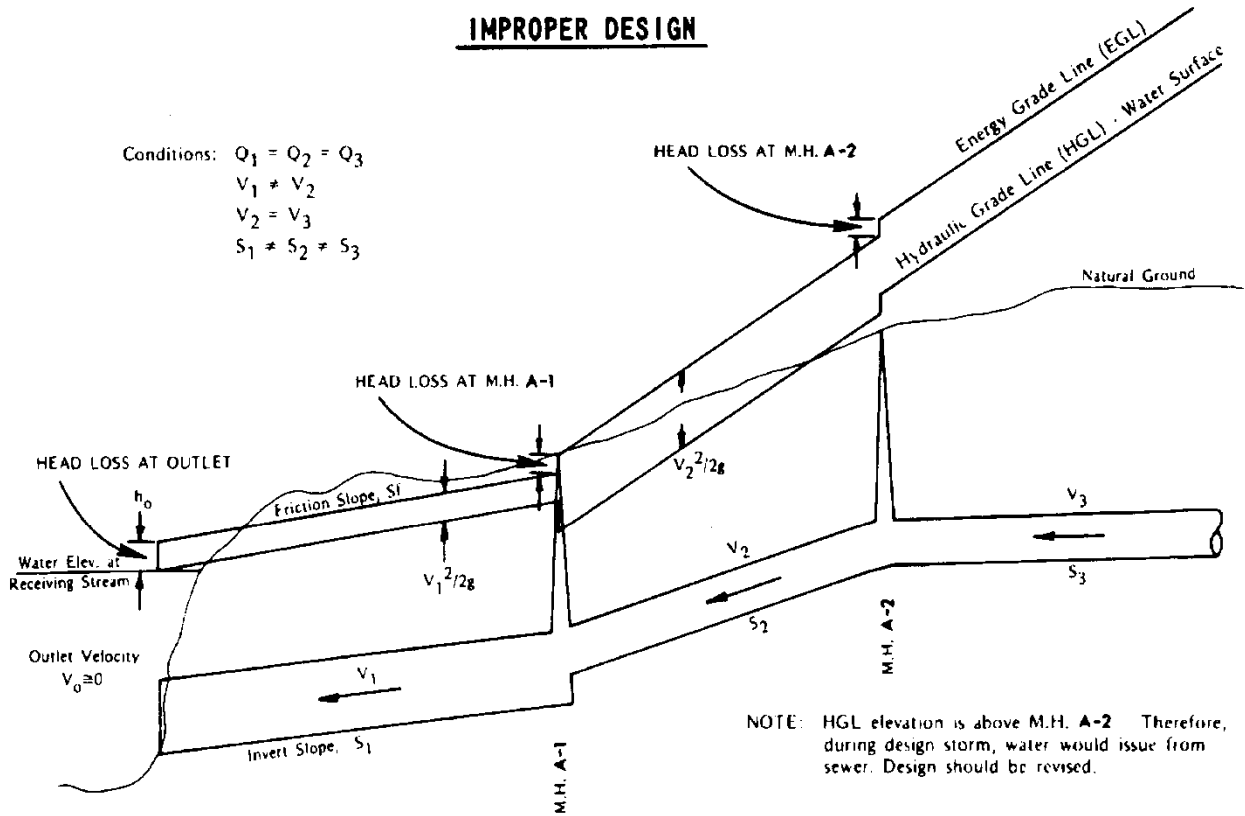 IMPROPER DESIGN
Conditions: Q1 = Q2 = Q3
V1 ≠ V2
V2 = V3
S1 ≠ S2 ≠ S3
HEAD LOSS AT M.H. A-2
Energy Grade Line (EGL)
Hydraulic Grade Line (HGL) - Water Surface
Natural Ground
HEAD LOSS AT M.H. A-1
HEAD LOSS AT OUTLET
ho
Friction Slope, Sf
Water Elev. at
Receiving Stream
V1²/2g
V2²/2g
V3
S3
V2
S2
Outlet Velocity
Vo≅0
V1
Invert Slope, S1
M.H. A-1
M.H. A-2
NOTE: HGL elevation is above M.H. A-2 Therefore,
during design storm, water would issue from
sewer. Design should be revised.